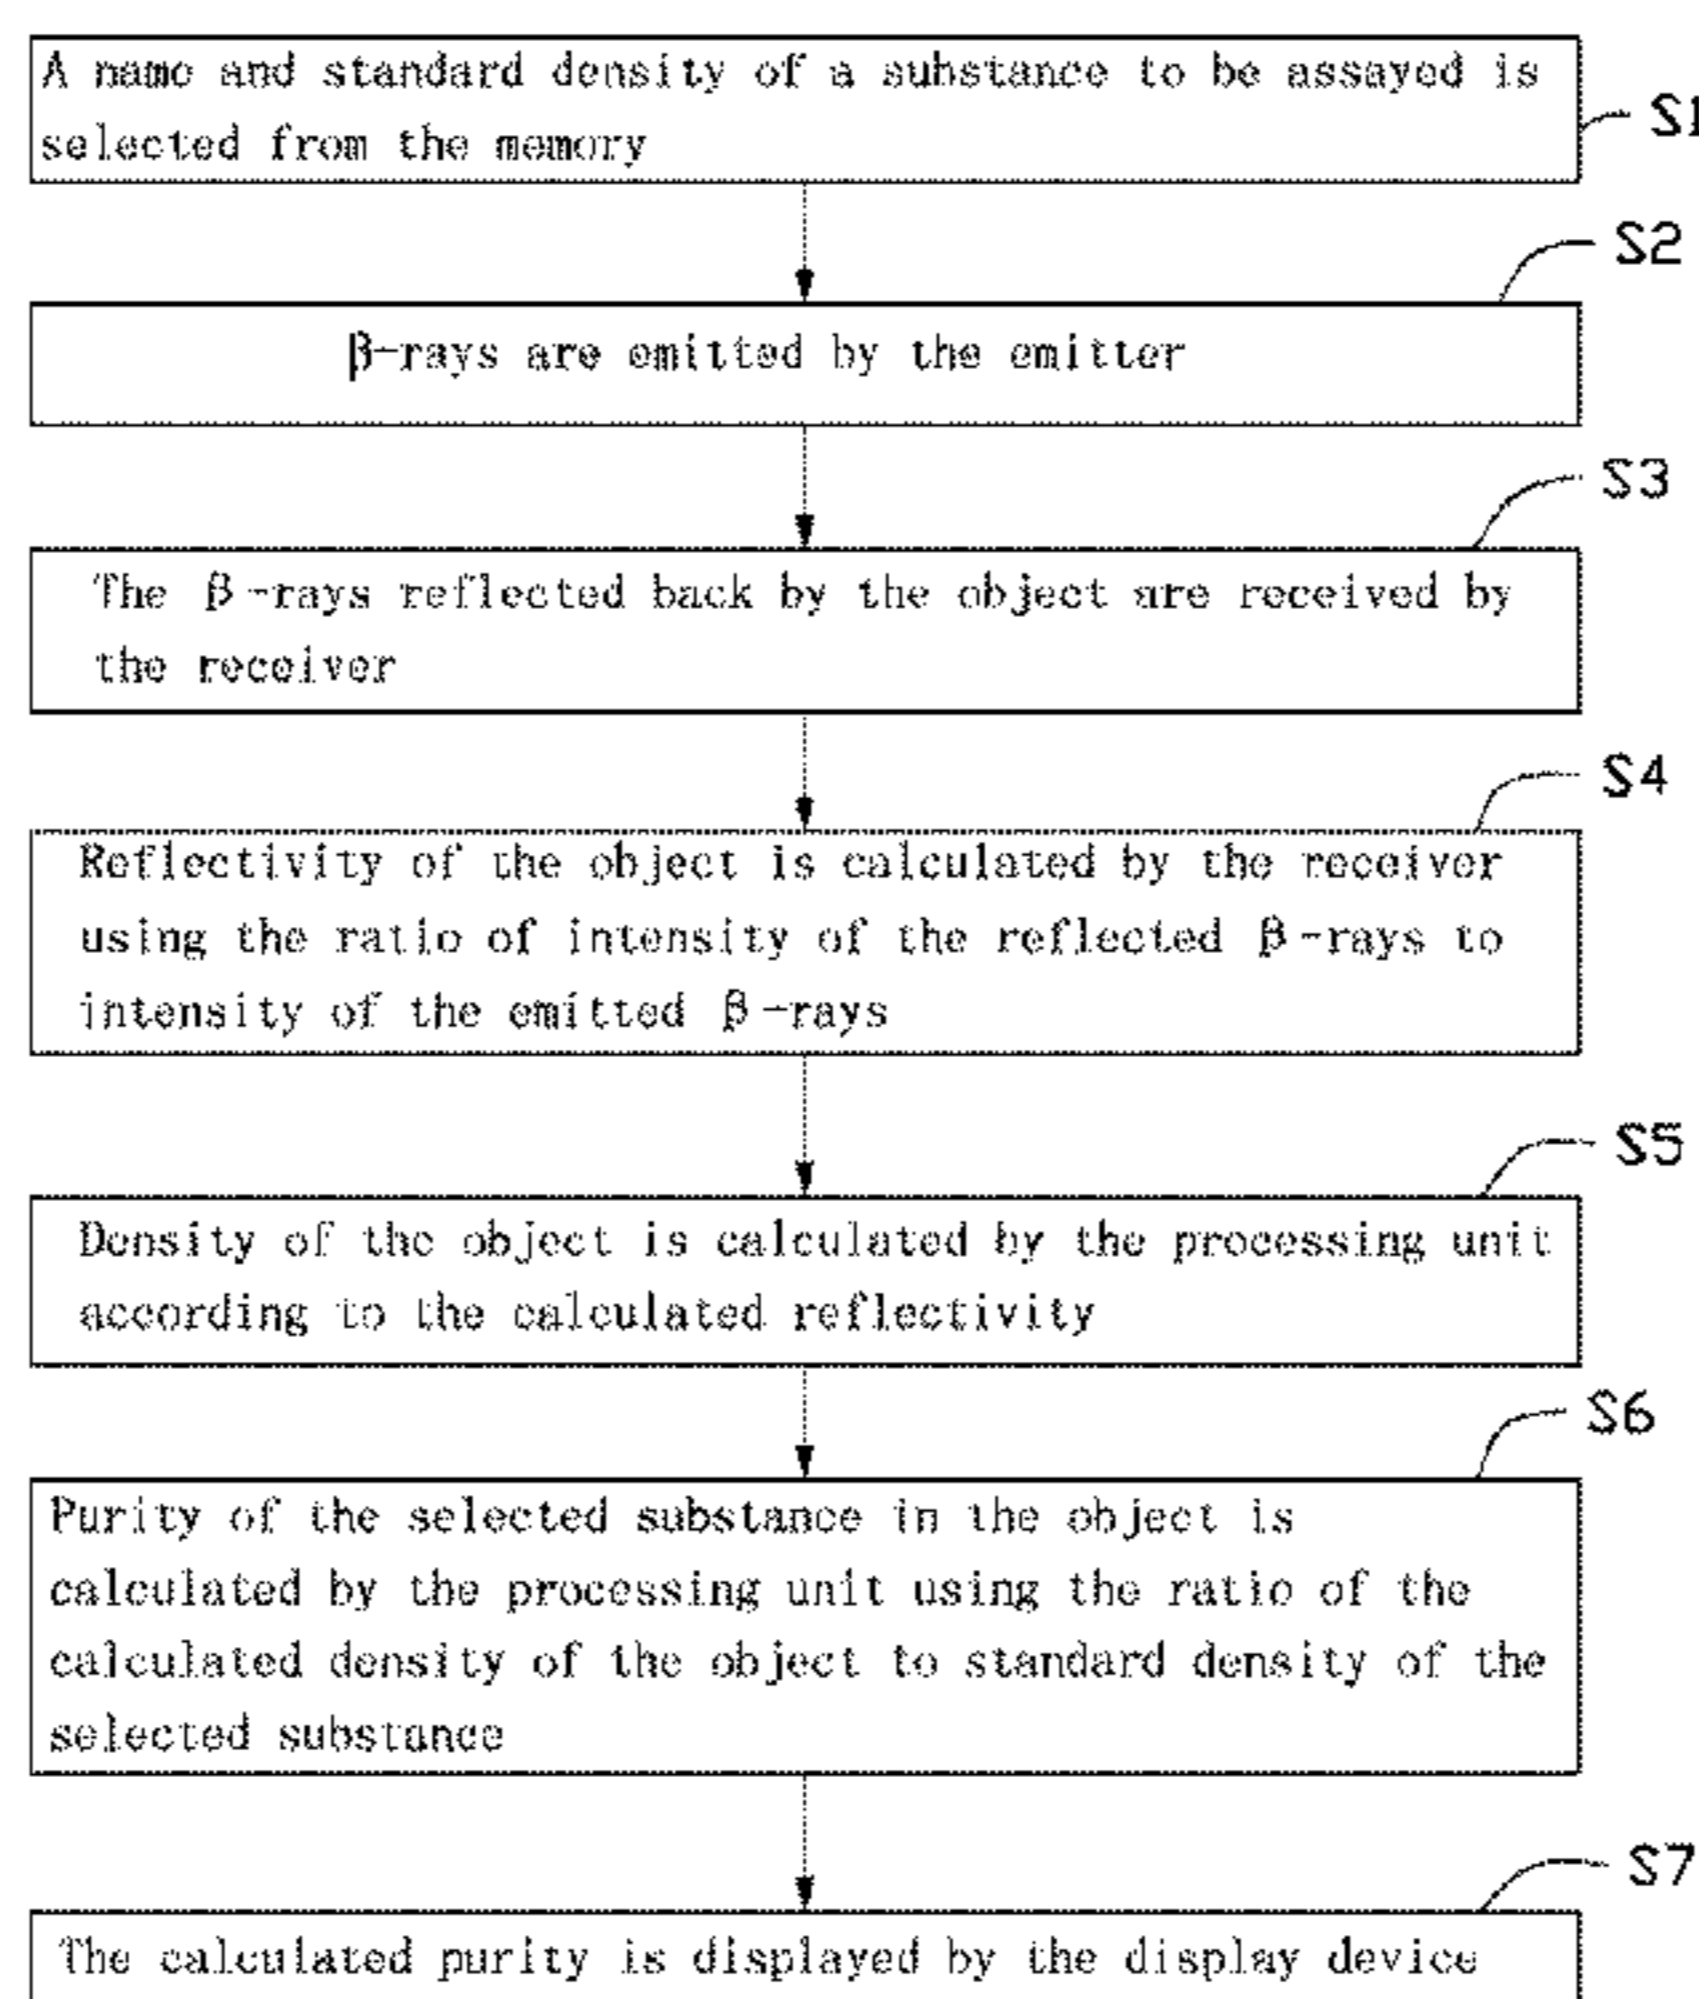 A name and standard density of a substance to be assayed is
selected from the memory
S1
S2
β-rays are emitted by the emitter
S3
The β-rays reflected back by the object are received by
the receiver
S4
Reflectivity of the object is calculated by the receiver
using the ratio of intensity of the reflected β-rays to
intensity of the emitted β-rays
S5
Density of the object is calculated by the processing unit
according to the calculated reflectivity
S6
Purity of the selected substance in the object is
calculated by the processing unit using the ratio of the
calculated density of the object to standard density of the
selected substance
S7
The calculated purity is displayed by the display device